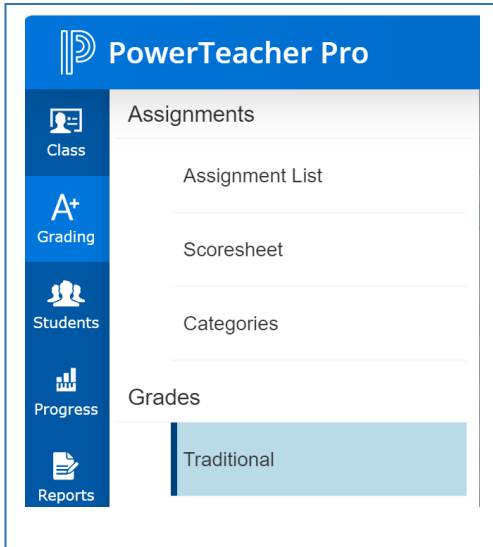 PowerTeacher Pro
Class
Grading
Students
Progress
Reports
Assignments
Assignment List
Scoresheet
Categories
Grades
Traditional